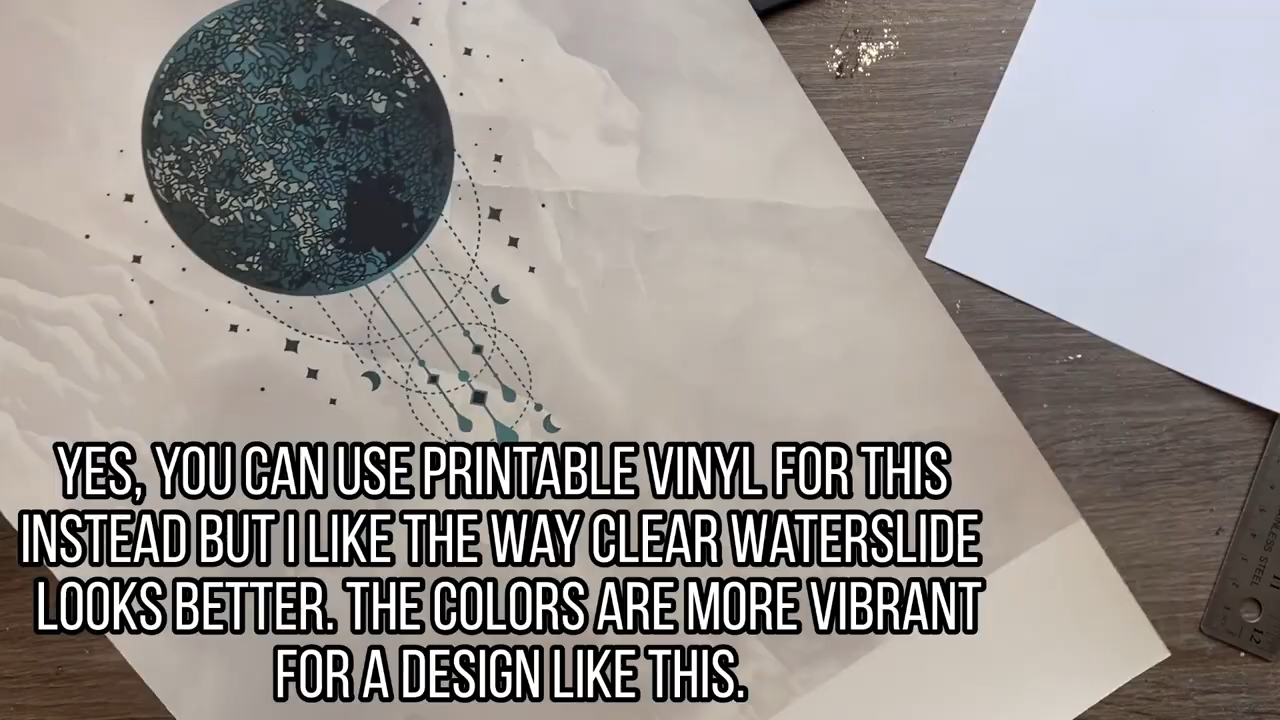 YES, YOU CAN USE PRINTABLE VINYL FOR THIS
INSTEAD BUT I LIKE THE WAY CLEAR WATERSLIDE
LOOKS BETTER. THE COLORS ARE MORE VIBRANT
FOR A DESIGN LIKE THIS.
12